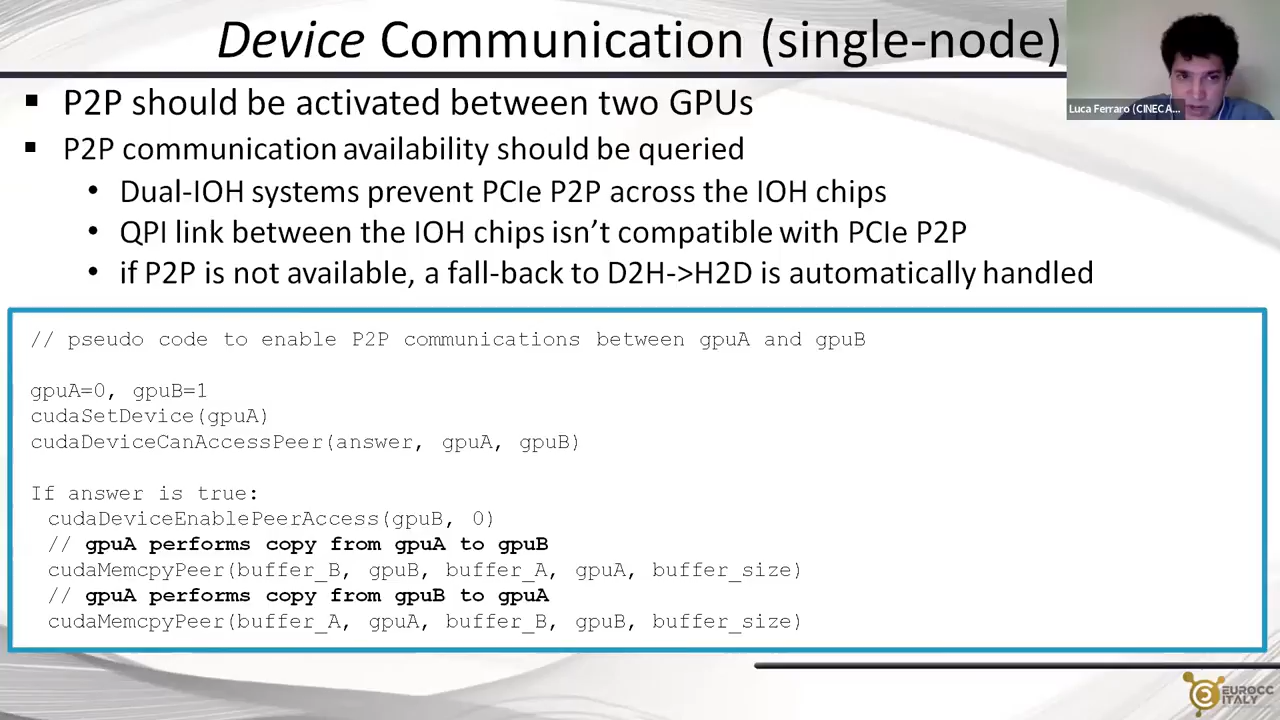 Device Communication (single-node)
Luca Ferraro (CINECA...
▪ P2P should be activated between two GPUs
▪ P2P communication availability should be queried
• Dual-IOH systems prevent PCIe P2P across the IOH chips
• QPI link between the IOH chips isn't compatible with PCIe P2P
• if P2P is not available, a fall-back to D2H->H2D is automatically handled
// pseudo code to enable P2P communications between gpuA and gpuB
gpuA=0, gpuB=1
cudaSetDevice(gpuA)
cudaDeviceCanAccessPeer(answer, gpuA, gpuB)
If answer is true:
cudaDeviceEnablePeerAccess(gpuB, 0)
// gpuA performs copy from gpuA to gpuB
cudaMemcpyPeer(buffer_B, gpuB, buffer_A, gpuA, buffer_size)
// gpuA performs copy from gpuB to gpuA
cudaMemcpyPeer(buffer_A, gpuA, buffer_B, gpuB, buffer_size)
EUROCC
ITALY